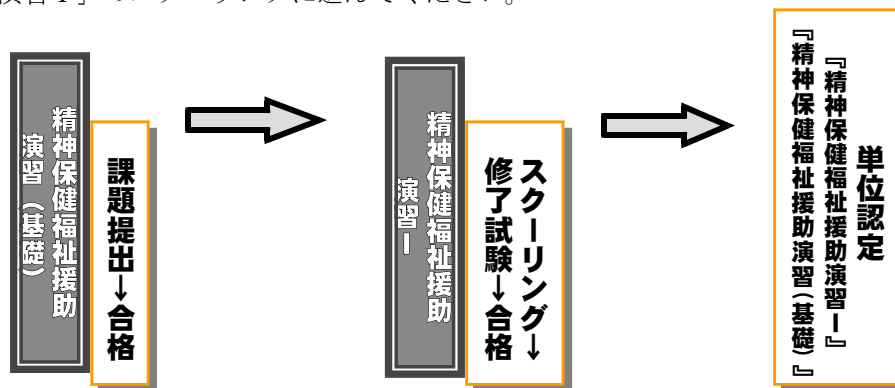 精神保健福祉援助
演習（基礎）
課題提出→合格
精神保健福祉援助
演習Ⅰ
スクーリング→
修了試験→合格
単位認定
『精神保健福祉援助演習Ⅰ』
『精神保健福祉援助演習（基礎）』